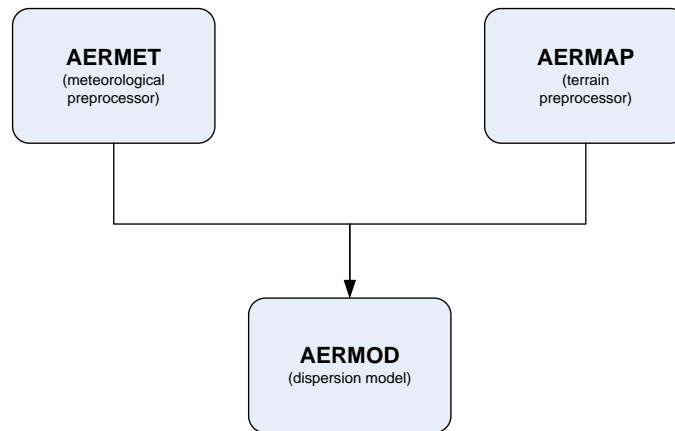 AERMET
(meteorological
preprocessor)
AERMAP
(terrain
preprocessor)
AERMOD
(dispersion model)